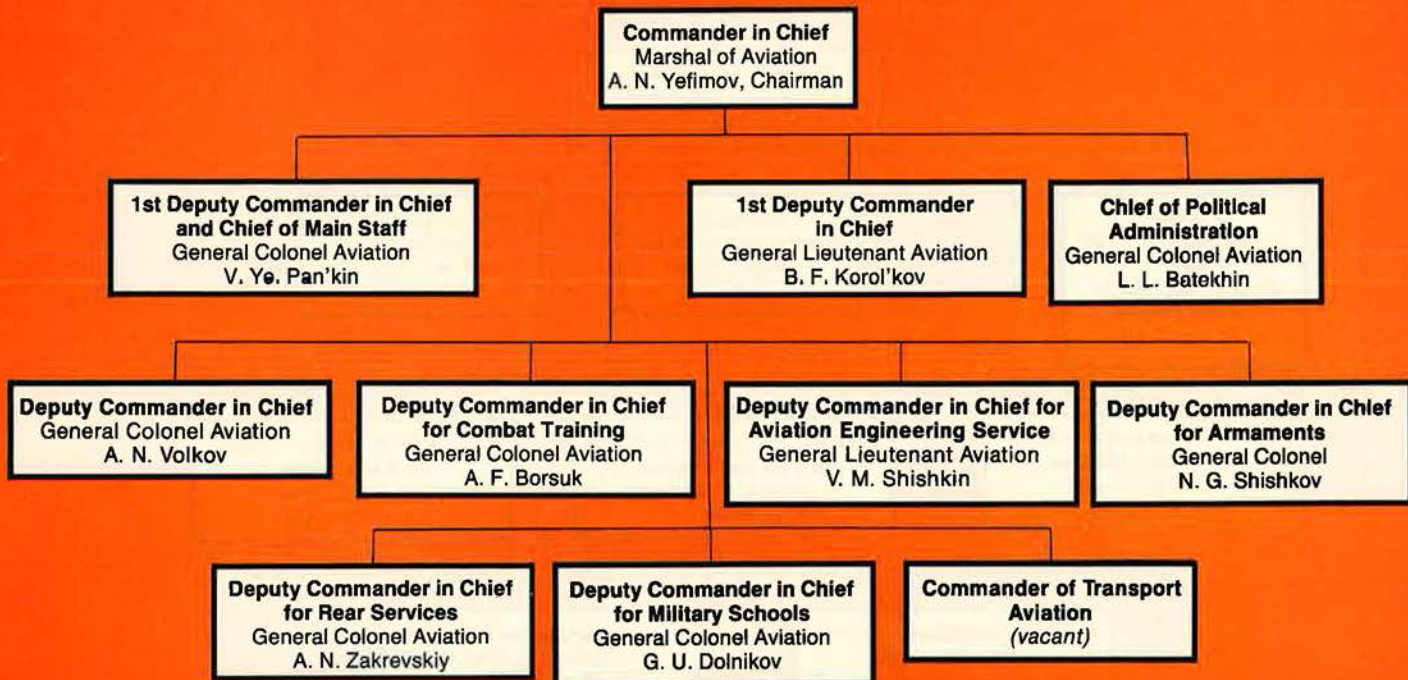 Commander in Chief
Marshal of Aviation
A. N. Yefimov, Chairman
1st Deputy Commander in Chief
and Chief of Main Staff
General Colonel Aviation
V. Ye. Pan'kin
1st Deputy Commander
in Chief
General Lieutenant Aviation
B. F. Korol'kov
Chief of Political
Administration
General Colonel Aviation
L. L. Batekhin
Deputy Commander in Chief
General Colonel Aviation
A. N. Volkov
Deputy Commander in Chief
for Combat Training
General Colonel Aviation
A. F. Borsuk
Deputy Commander in Chief for
Aviation Engineering Service
General Lieutenant Aviation
V. M. Shishkin
Deputy Commander in Chief
for Armaments
General Colonel
N. G. Shishkov
Deputy Commander in Chief
for Rear Services
General Colonel Aviation
A. N. Zakrevskiy
Deputy Commander in Chief
for Military Schools
General Colonel Aviation
G. U. Dolnikov
Commander of Transport
Aviation
(vacant)